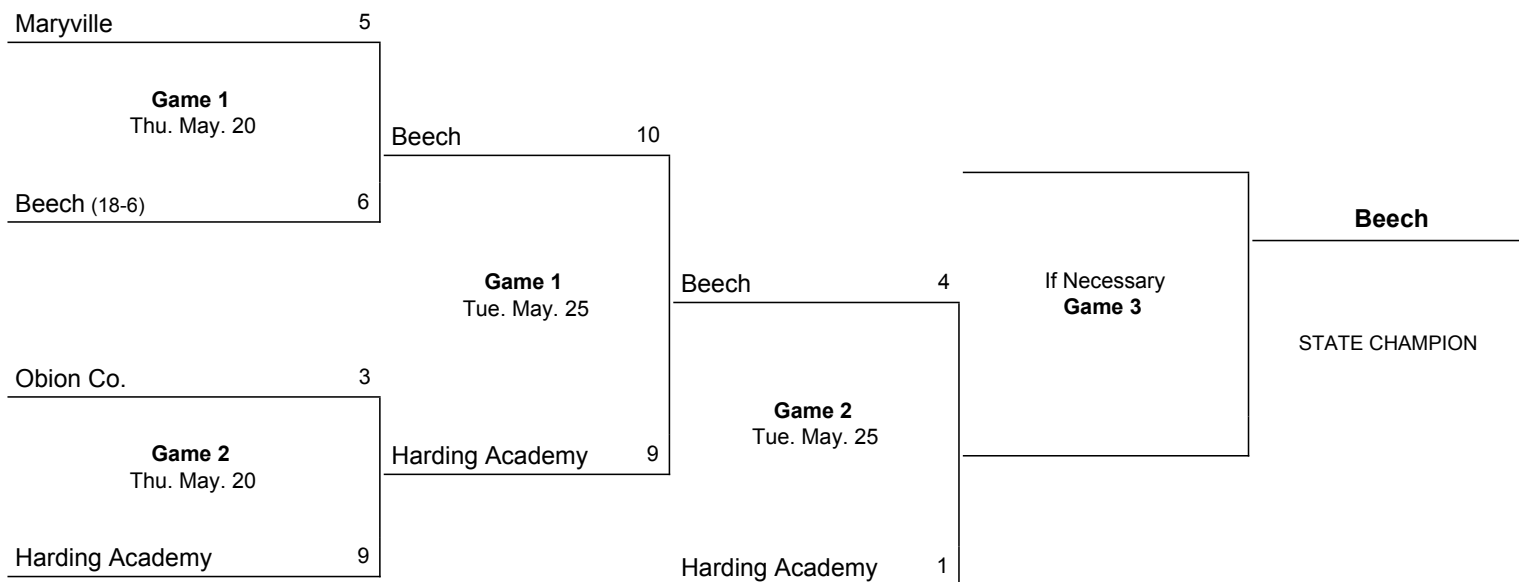 Maryville 5
Game 1
Thu. May. 20
Beech (18-6) 6
Obion Co. 3
Game 2
Thu. May. 20
Harding Academy 9
Beech 10
Game 1
Tue. May. 25
Harding Academy 9
Beech 4
Game 2
Tue. May. 25
Harding Academy 1
If Necessary
Game 3
Beech
STATE CHAMPION